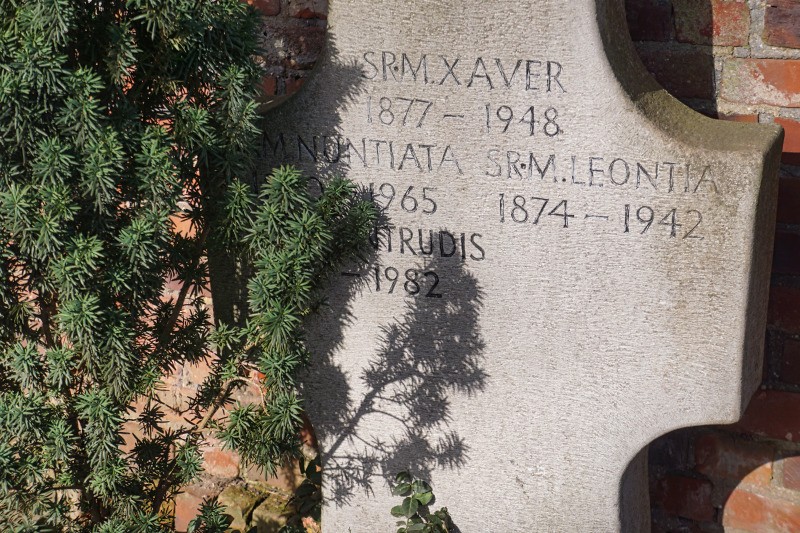 SR·M.XAVER
1877 – 1948
M NUNTIATA
1965
SR·M..LEONTIA
1874 – 1942
TRUDIS
– 1982